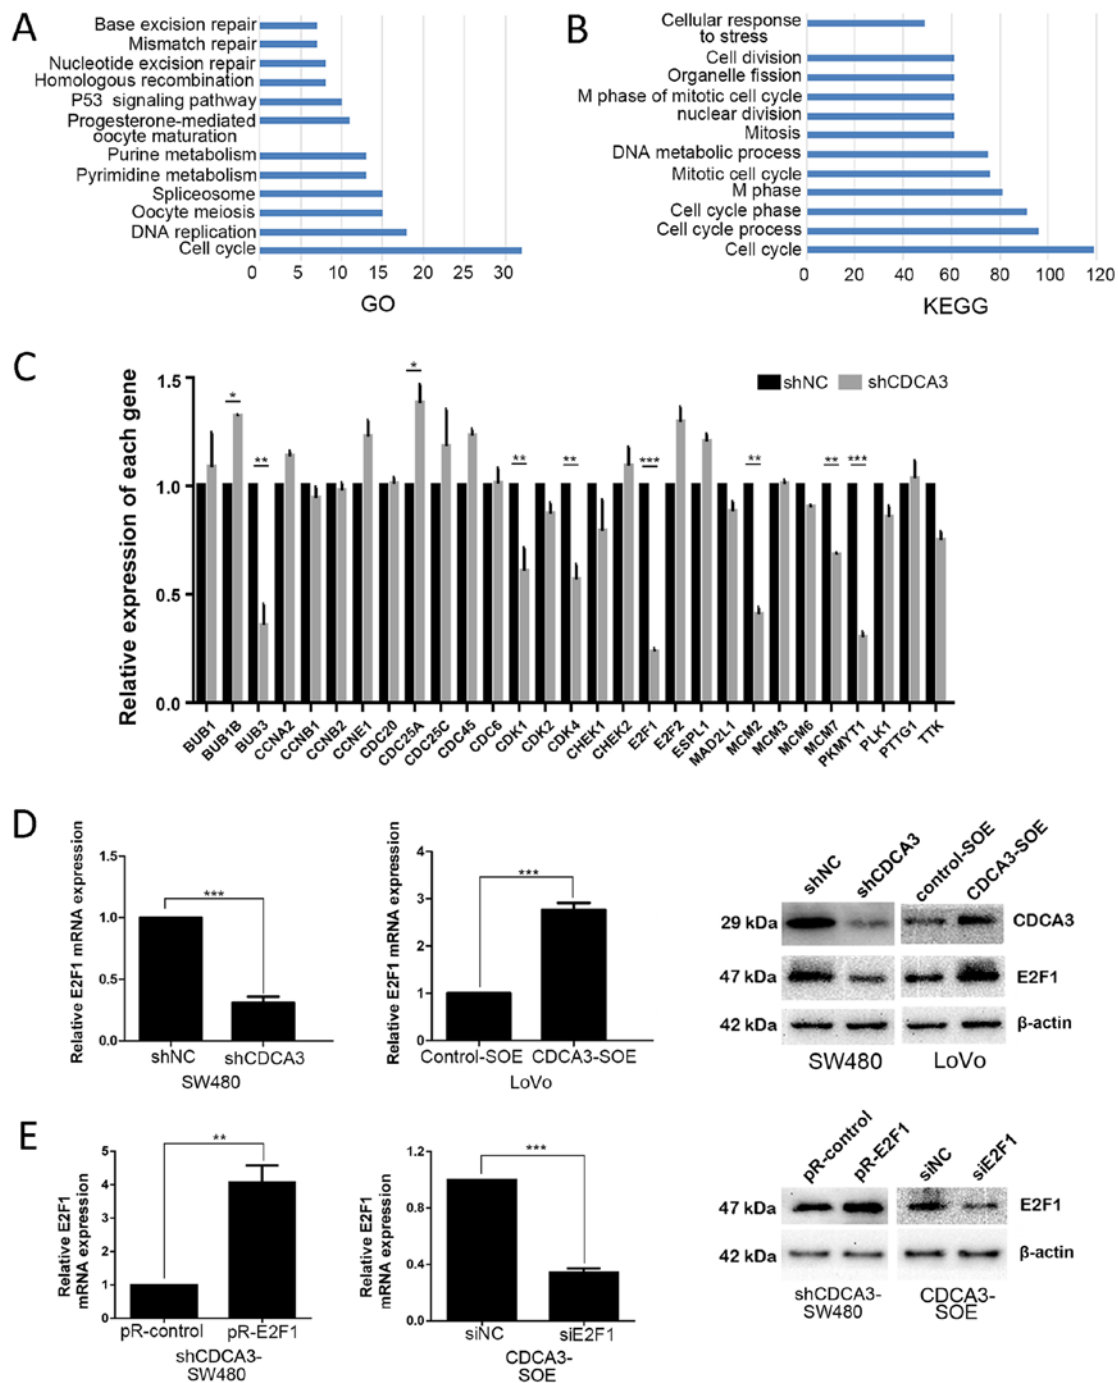 A
Base excision repair
Mismatch repair
Nucleotide excision repair
Homologous recombination
P53 signaling pathway
Progesterone-mediated
oocyte maturation
Purine metabolism
Pyrimidine metabolism
Spliceosome
Oocyte meiosis
DNA replication
Cell cycle
0 5 10 15 20 25 30
GO
B
Cellular response
to stress
Cell division
Organelle fission
M phase of mitotic cell cycle
nuclear division
Mitosis
DNA metabolic process
Mitotic cell cycle
M phase
Cell cycle phase
Cell cycle process
Cell cycle
0 20 40 60 80 100 120
KEGG
C
Relative expression of each gene
1.5
1.0
0.5
0.0
shNC shCDCA3
* ** * ** ** *** ** ** ***
BUB1 BUB1B BUB3 CCNA2 CCNB1 CCNB2 CCNE1 CDC20 CDC25A CDC25C CDC45 CDC6 CDK1 CDK2 CDK4 CHEK1 CHEK2 E2F1 E2F2 ESPL1 MAD2L1 MCM2 MCM3 MCM6 MCM7 PKMYT1 PLK1 PTTG1 TTK
D
Relative E2F1 mRNA expression
1.5
1.0
0.5
0.0
***
shNC shCDCA3
SW480
Relative E2F1 mRNA expression
4
3
2
1
0
***
Control-SOE CDCA3-SOE
LoVo
shNC shCDCA3 control-SOE CDCA3-SOE
29 kDa CDCA3
47 kDa E2F1
42 kDa β-actin
SW480 LoVo
E
Relative E2F1
mRNA expression
5
4
3
2
1
0
**
pR-control pR-E2F1
shCDCA3-
SW480
Relative E2F1
mRNA expression
1.2
0.8
0.4
0.0
***
siNC siE2F1
CDCA3-
SOE
pR-control pR-E2F1 siNC siE2F1
47 kDa E2F1
42 kDa β-actin
shCDCA3-
SW480
CDCA3-
SOE